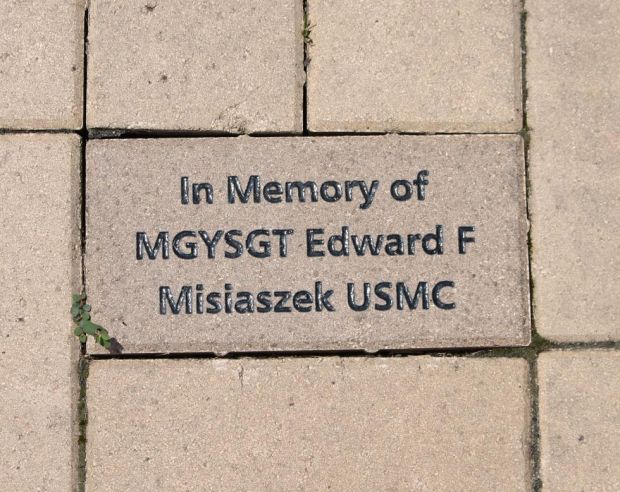 In Memory of
MGYSGT Edward F
Misiaszek USMC